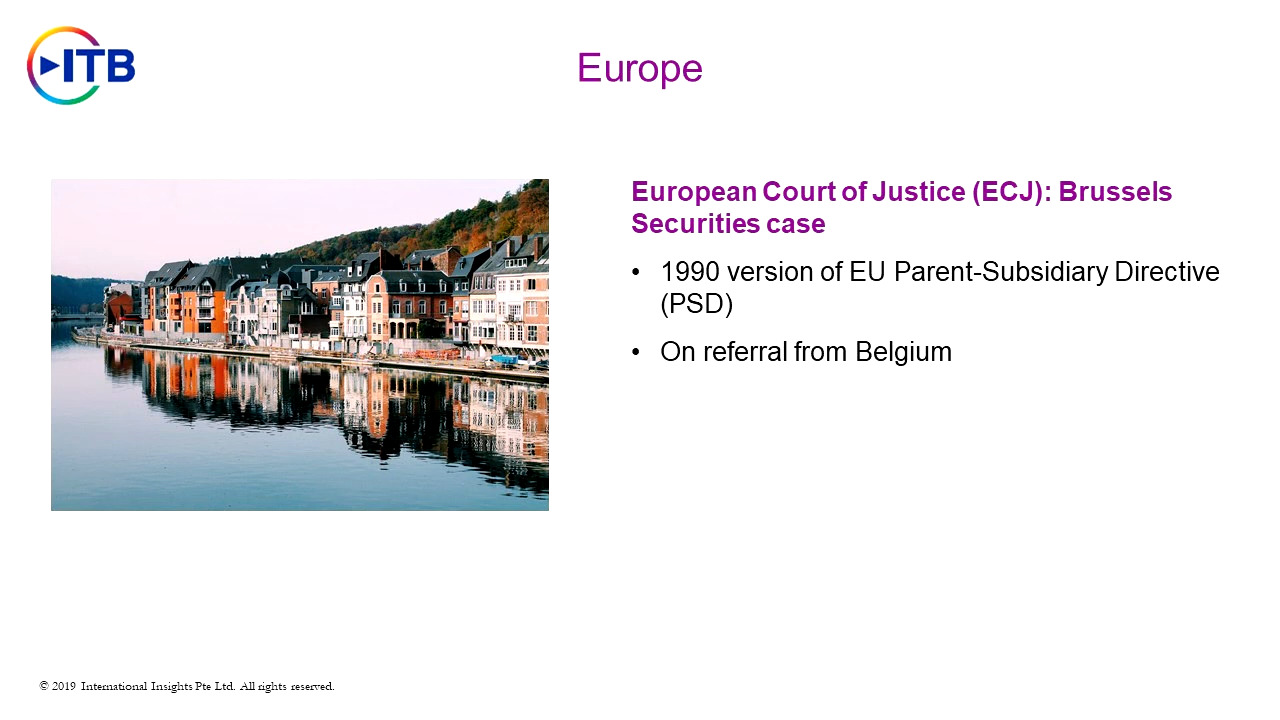 ITB
Europe
European Court of Justice (ECJ): Brussels
Securities case
• 1990 version of EU Parent-Subsidiary Directive
(PSD)
• On referral from Belgium
© 2019 International Insights Pte Ltd. All rights reserved.